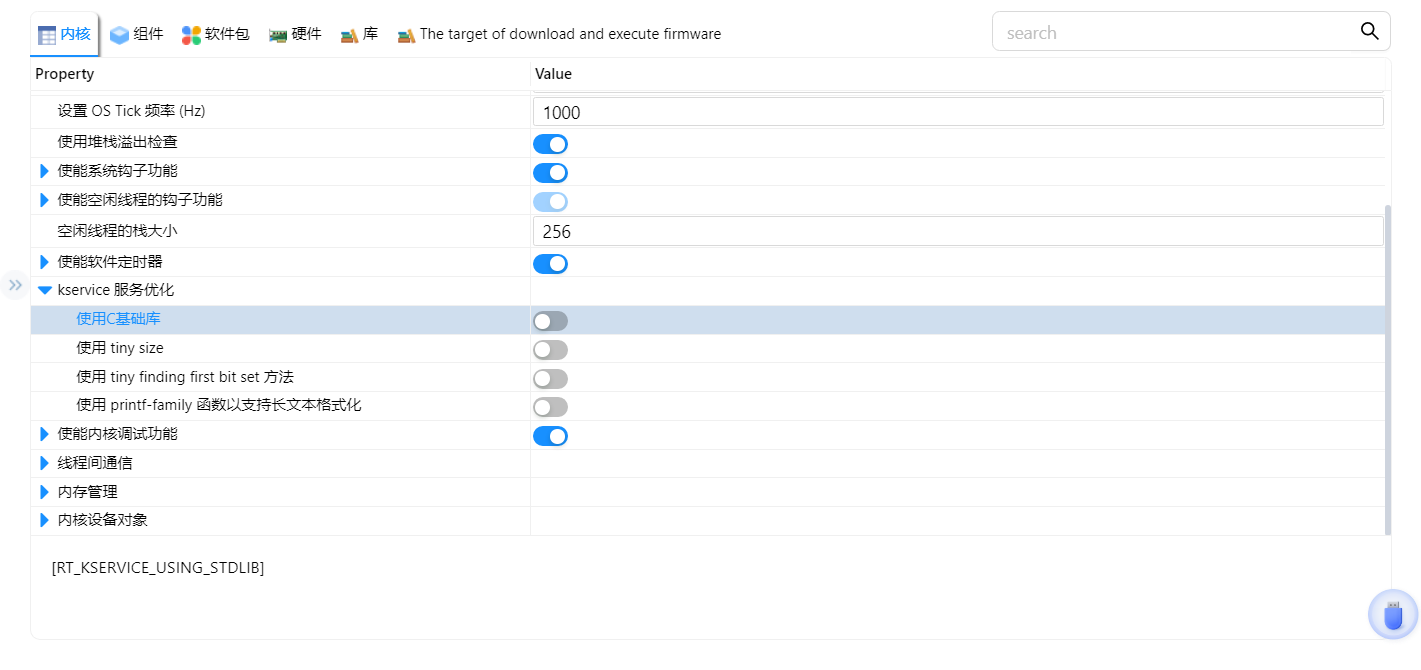 内核 组件 软件包 硬件 库 The target of download and execute firmware search
Property Value
设置 OS Tick 频率 (Hz) 1000
使用堆栈溢出检查
使能系统钩子功能
使能空闲线程的钩子功能
空闲线程的栈大小 256
使能软件定时器
kservice 服务优化
使用C基础库
使用 tiny size
使用 tiny finding first bit set 方法
使用 printf-family 函数以支持长文本格式化
使能内核调试功能
线程间通信
内存管理
内核设备对象
[RT_KSERVICE_USING_STDLIB]